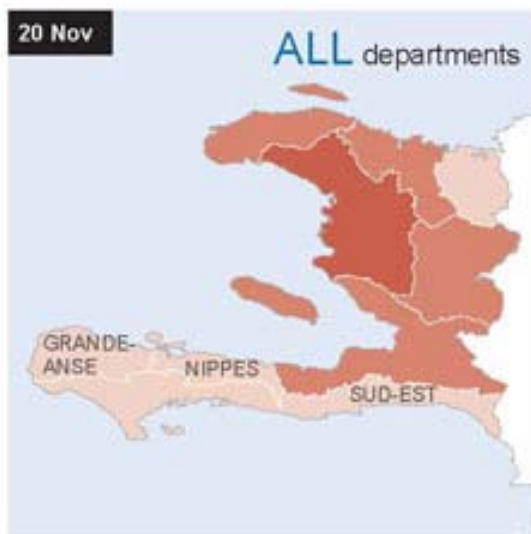 20 Nov
ALL departments
GRANDE-
ANSE
NIPPES
SUD-EST